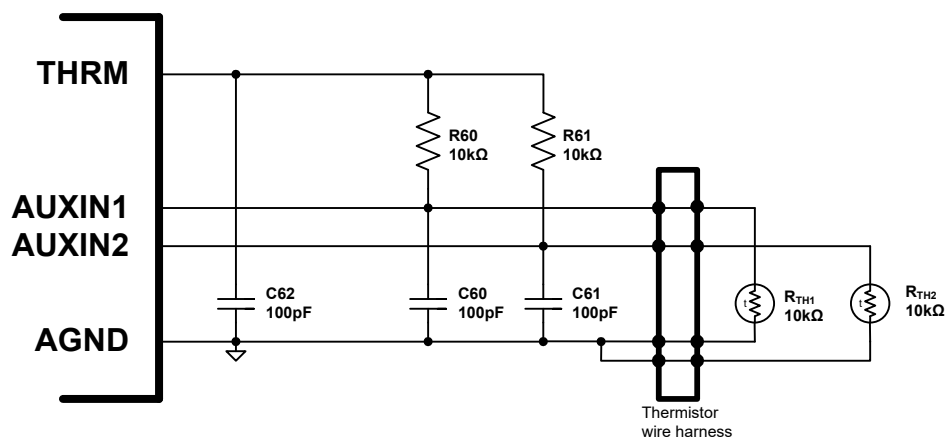 THRM
R60
10kΩ
R61
10kΩ
AUXIN1
AUXIN2
C62
100pF
C60
100pF
C61
100pF
t
RTH1
10kΩ
t
RTH2
10kΩ
AGND
Thermistor
wire harness